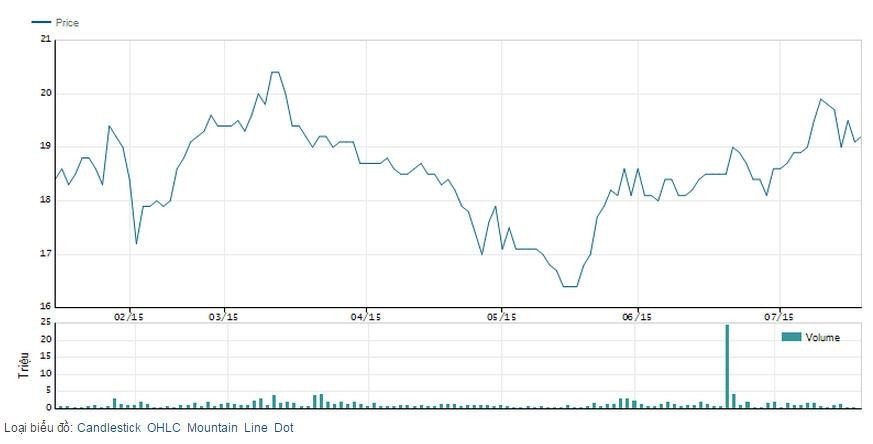 Price
21
20
19
18
17
16
02/15 03/15 04/15 05/15 06/15 07/15
25
20
15
10
5
0
Triệu
Volume
Loại biểu đồ: Candlestick OHLC Mountain Line Dot